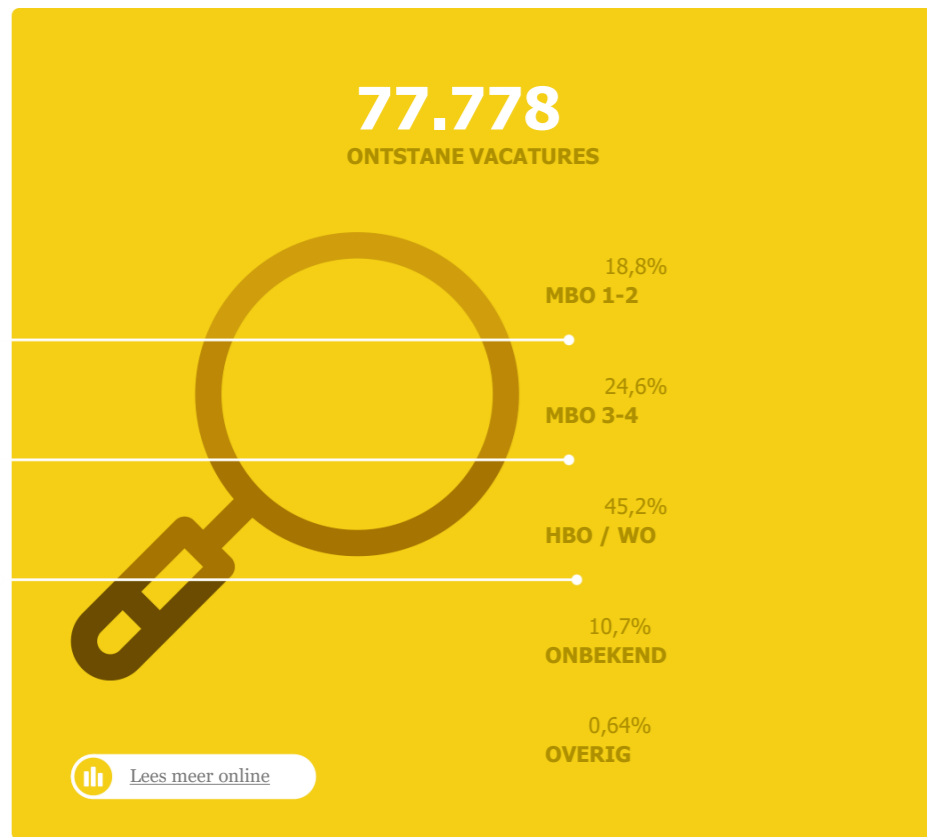 77.778
ONTSTANE VACATURES
18,8%
MBO 1-2
24,6%
MBO 3-4
45,2%
HBO / WO
10,7%
ONBEKEND
0,64%
OVERIG
Lees meer online